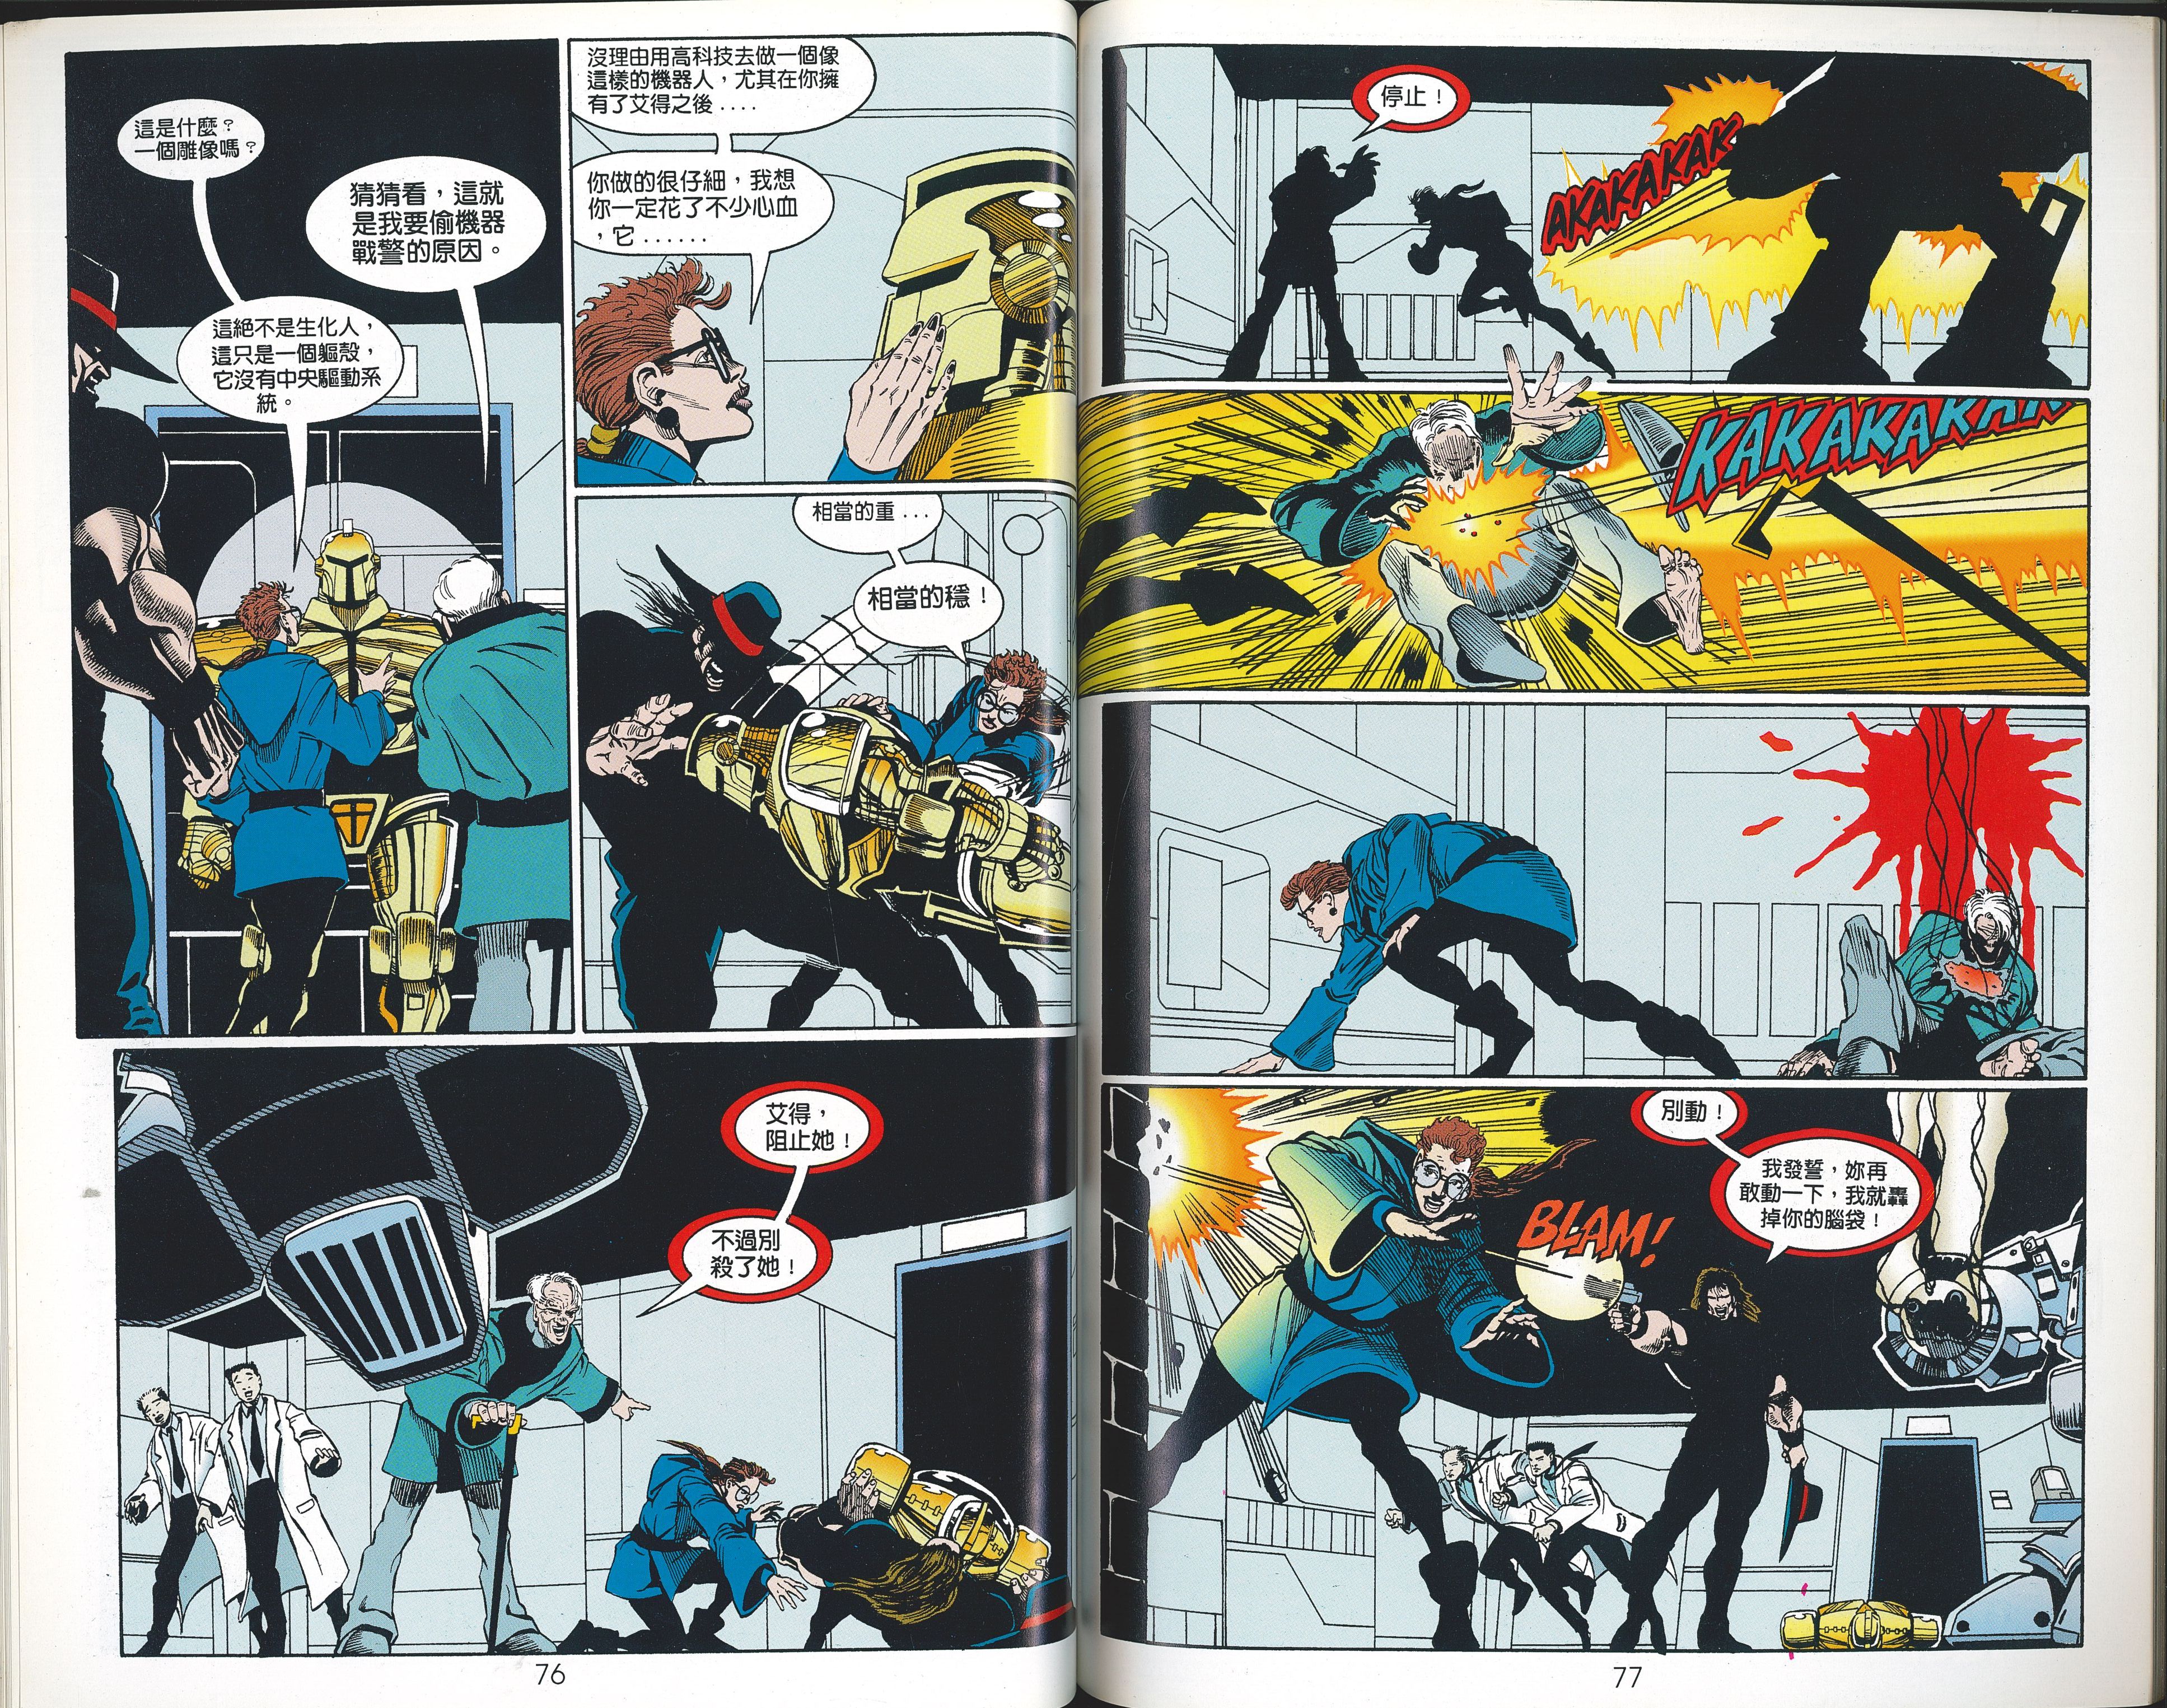 這是什麼？
一個雕像嗎？
這絕不是生化人，
這只是一個軀殼，
它沒有中央驅動系
統。
猜猜看，這就
是我要偷機器
戰警的原因。
沒理由用高科技去做一個像
這樣的機器人，尤其在你擁
有了艾得之後....
你做的很仔細，我想
你一定花了不少心血
，它......
相當的重...
相當的穩！
艾得，
阻止她！
不過別
殺了她！
76
停止！
AKAKAKAK
KAKAKAKAK
別動！
我發誓，妳再
敢動一下，我就轟
掉你的腦袋！
BLAM!
77